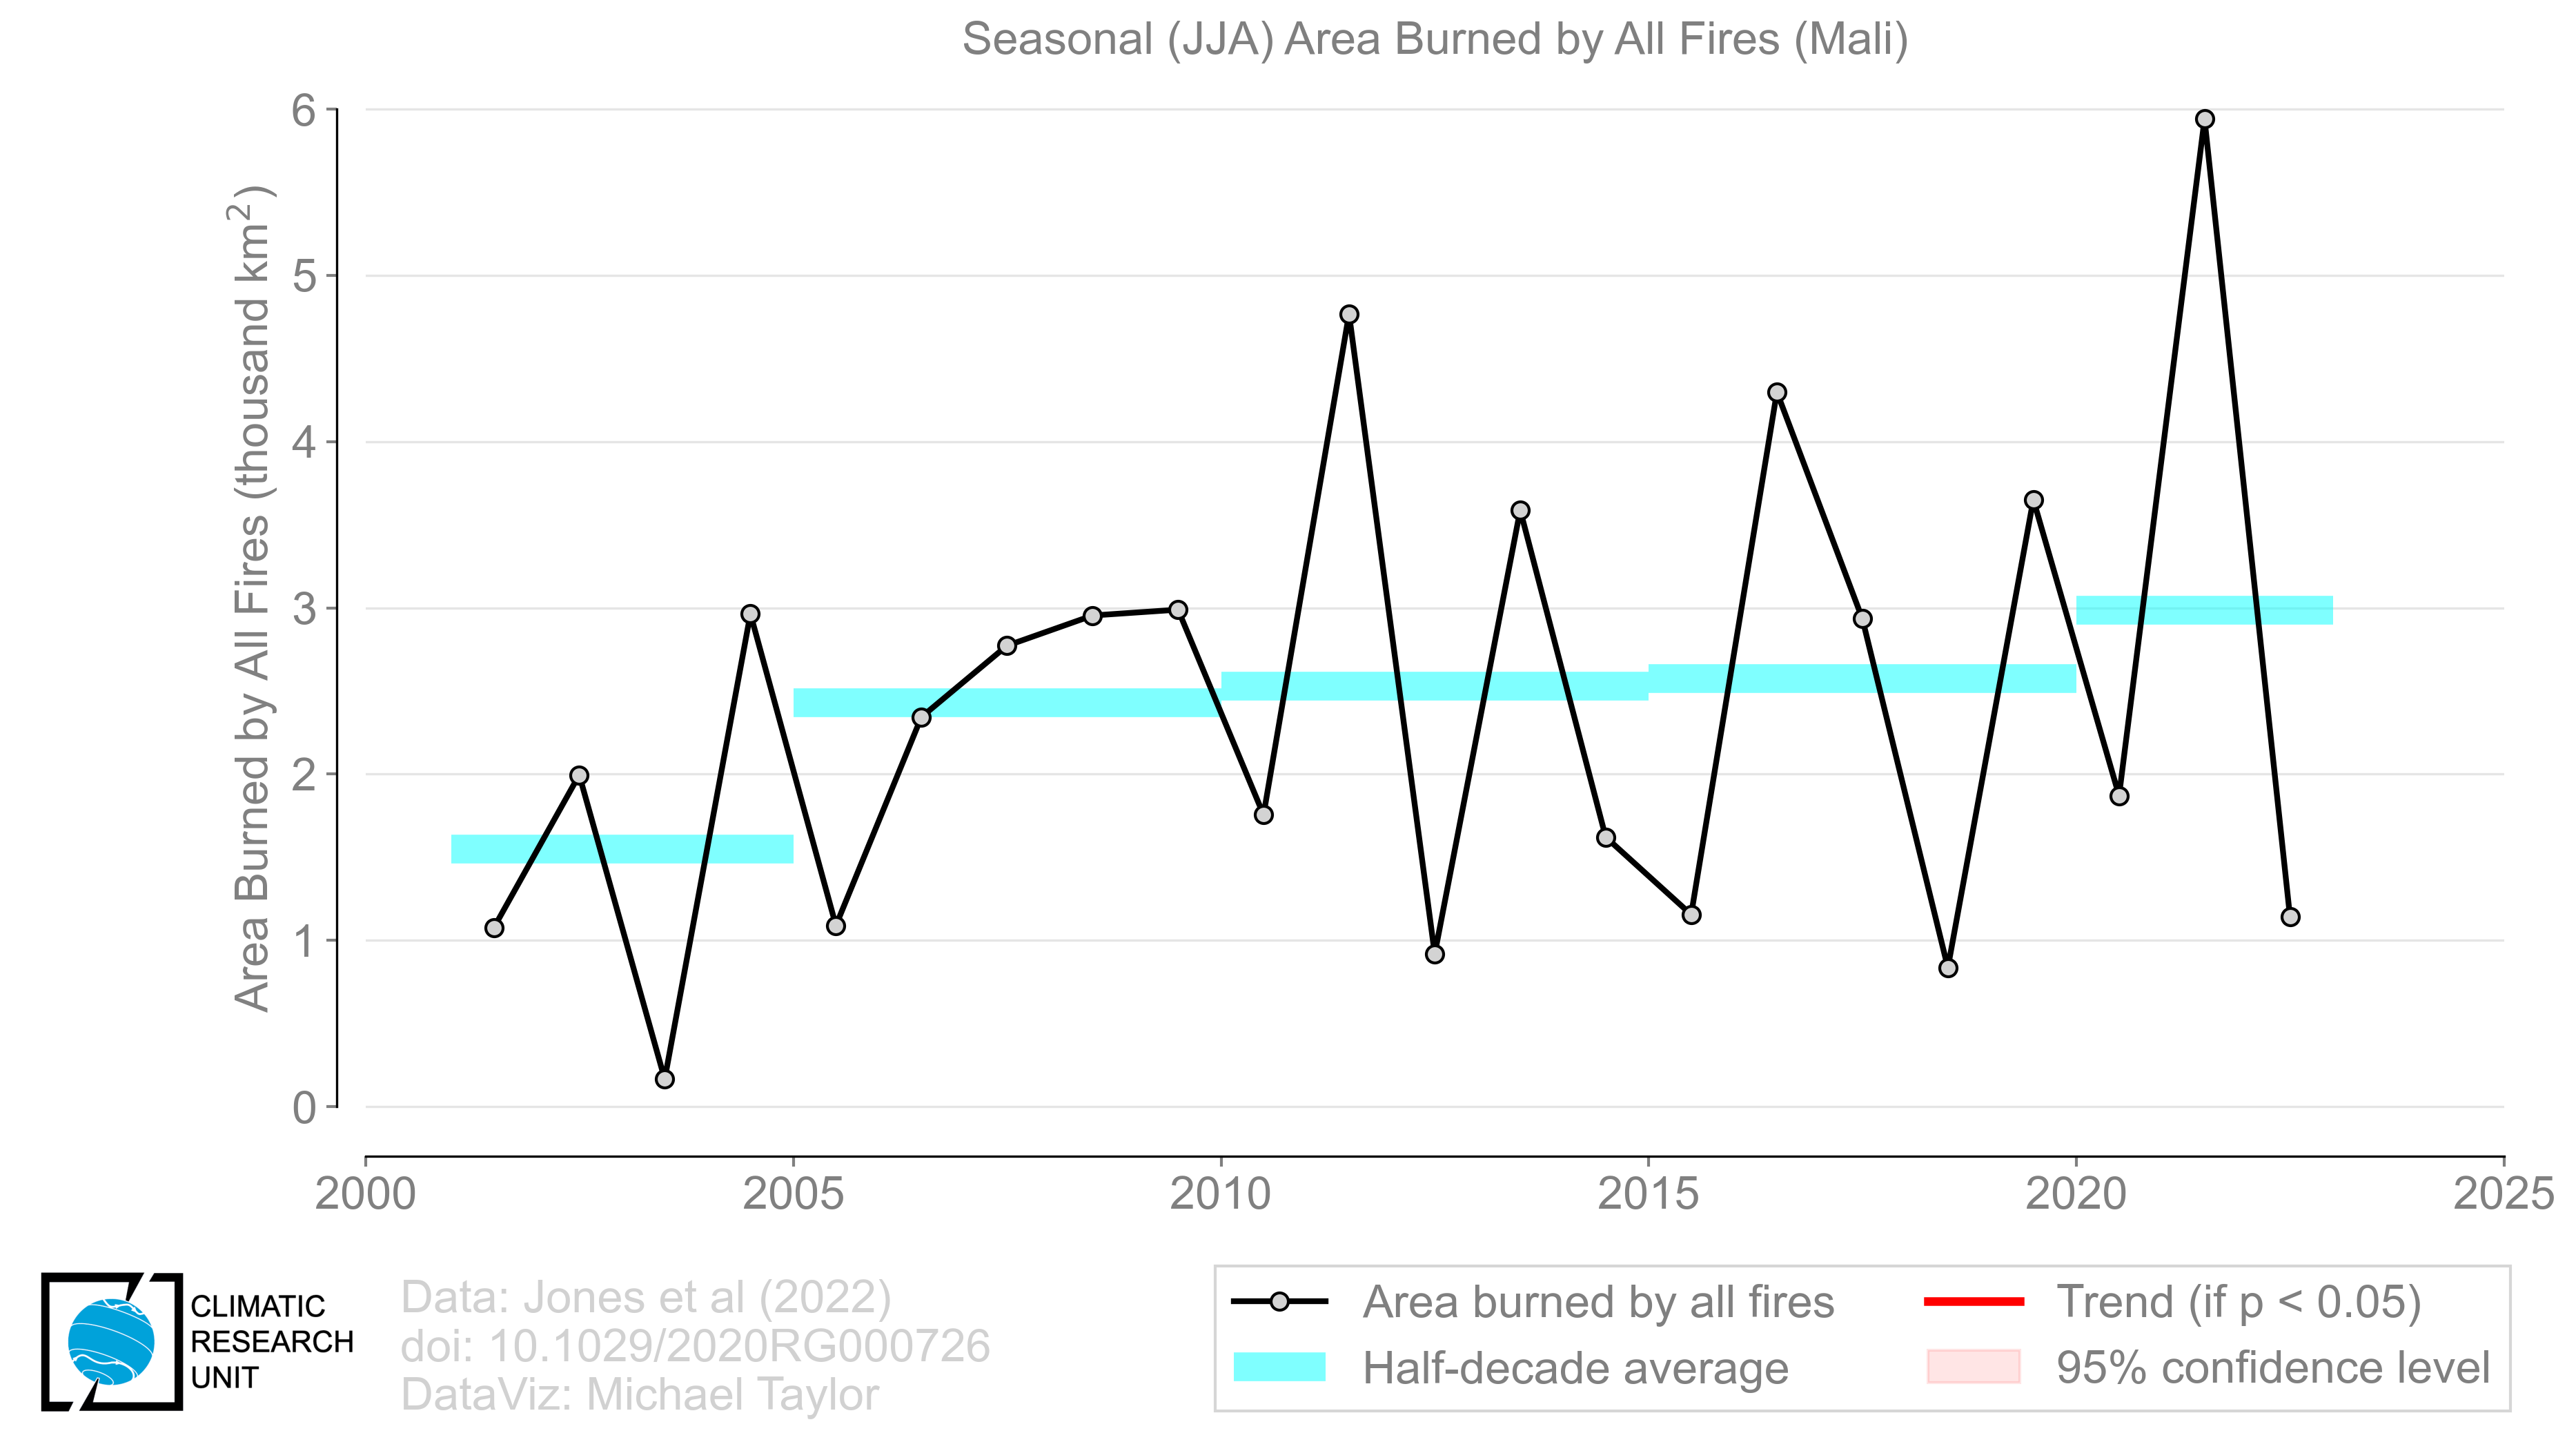 Seasonal (JJA) Area Burned by All Fires (Mali)
Area Burned by All Fires (thousand km²)
6
5
4
3
2
1
0
2000 2005 2010 2015 2020 2025
CLIMATIC
RESEARCH
UNIT
Data: Jones et al (2022)
doi: 10.1029/2020RG000726
DataViz: Michael Taylor
Area burned by all fires
Half-decade average
Trend (if p < 0.05)
95% confidence level